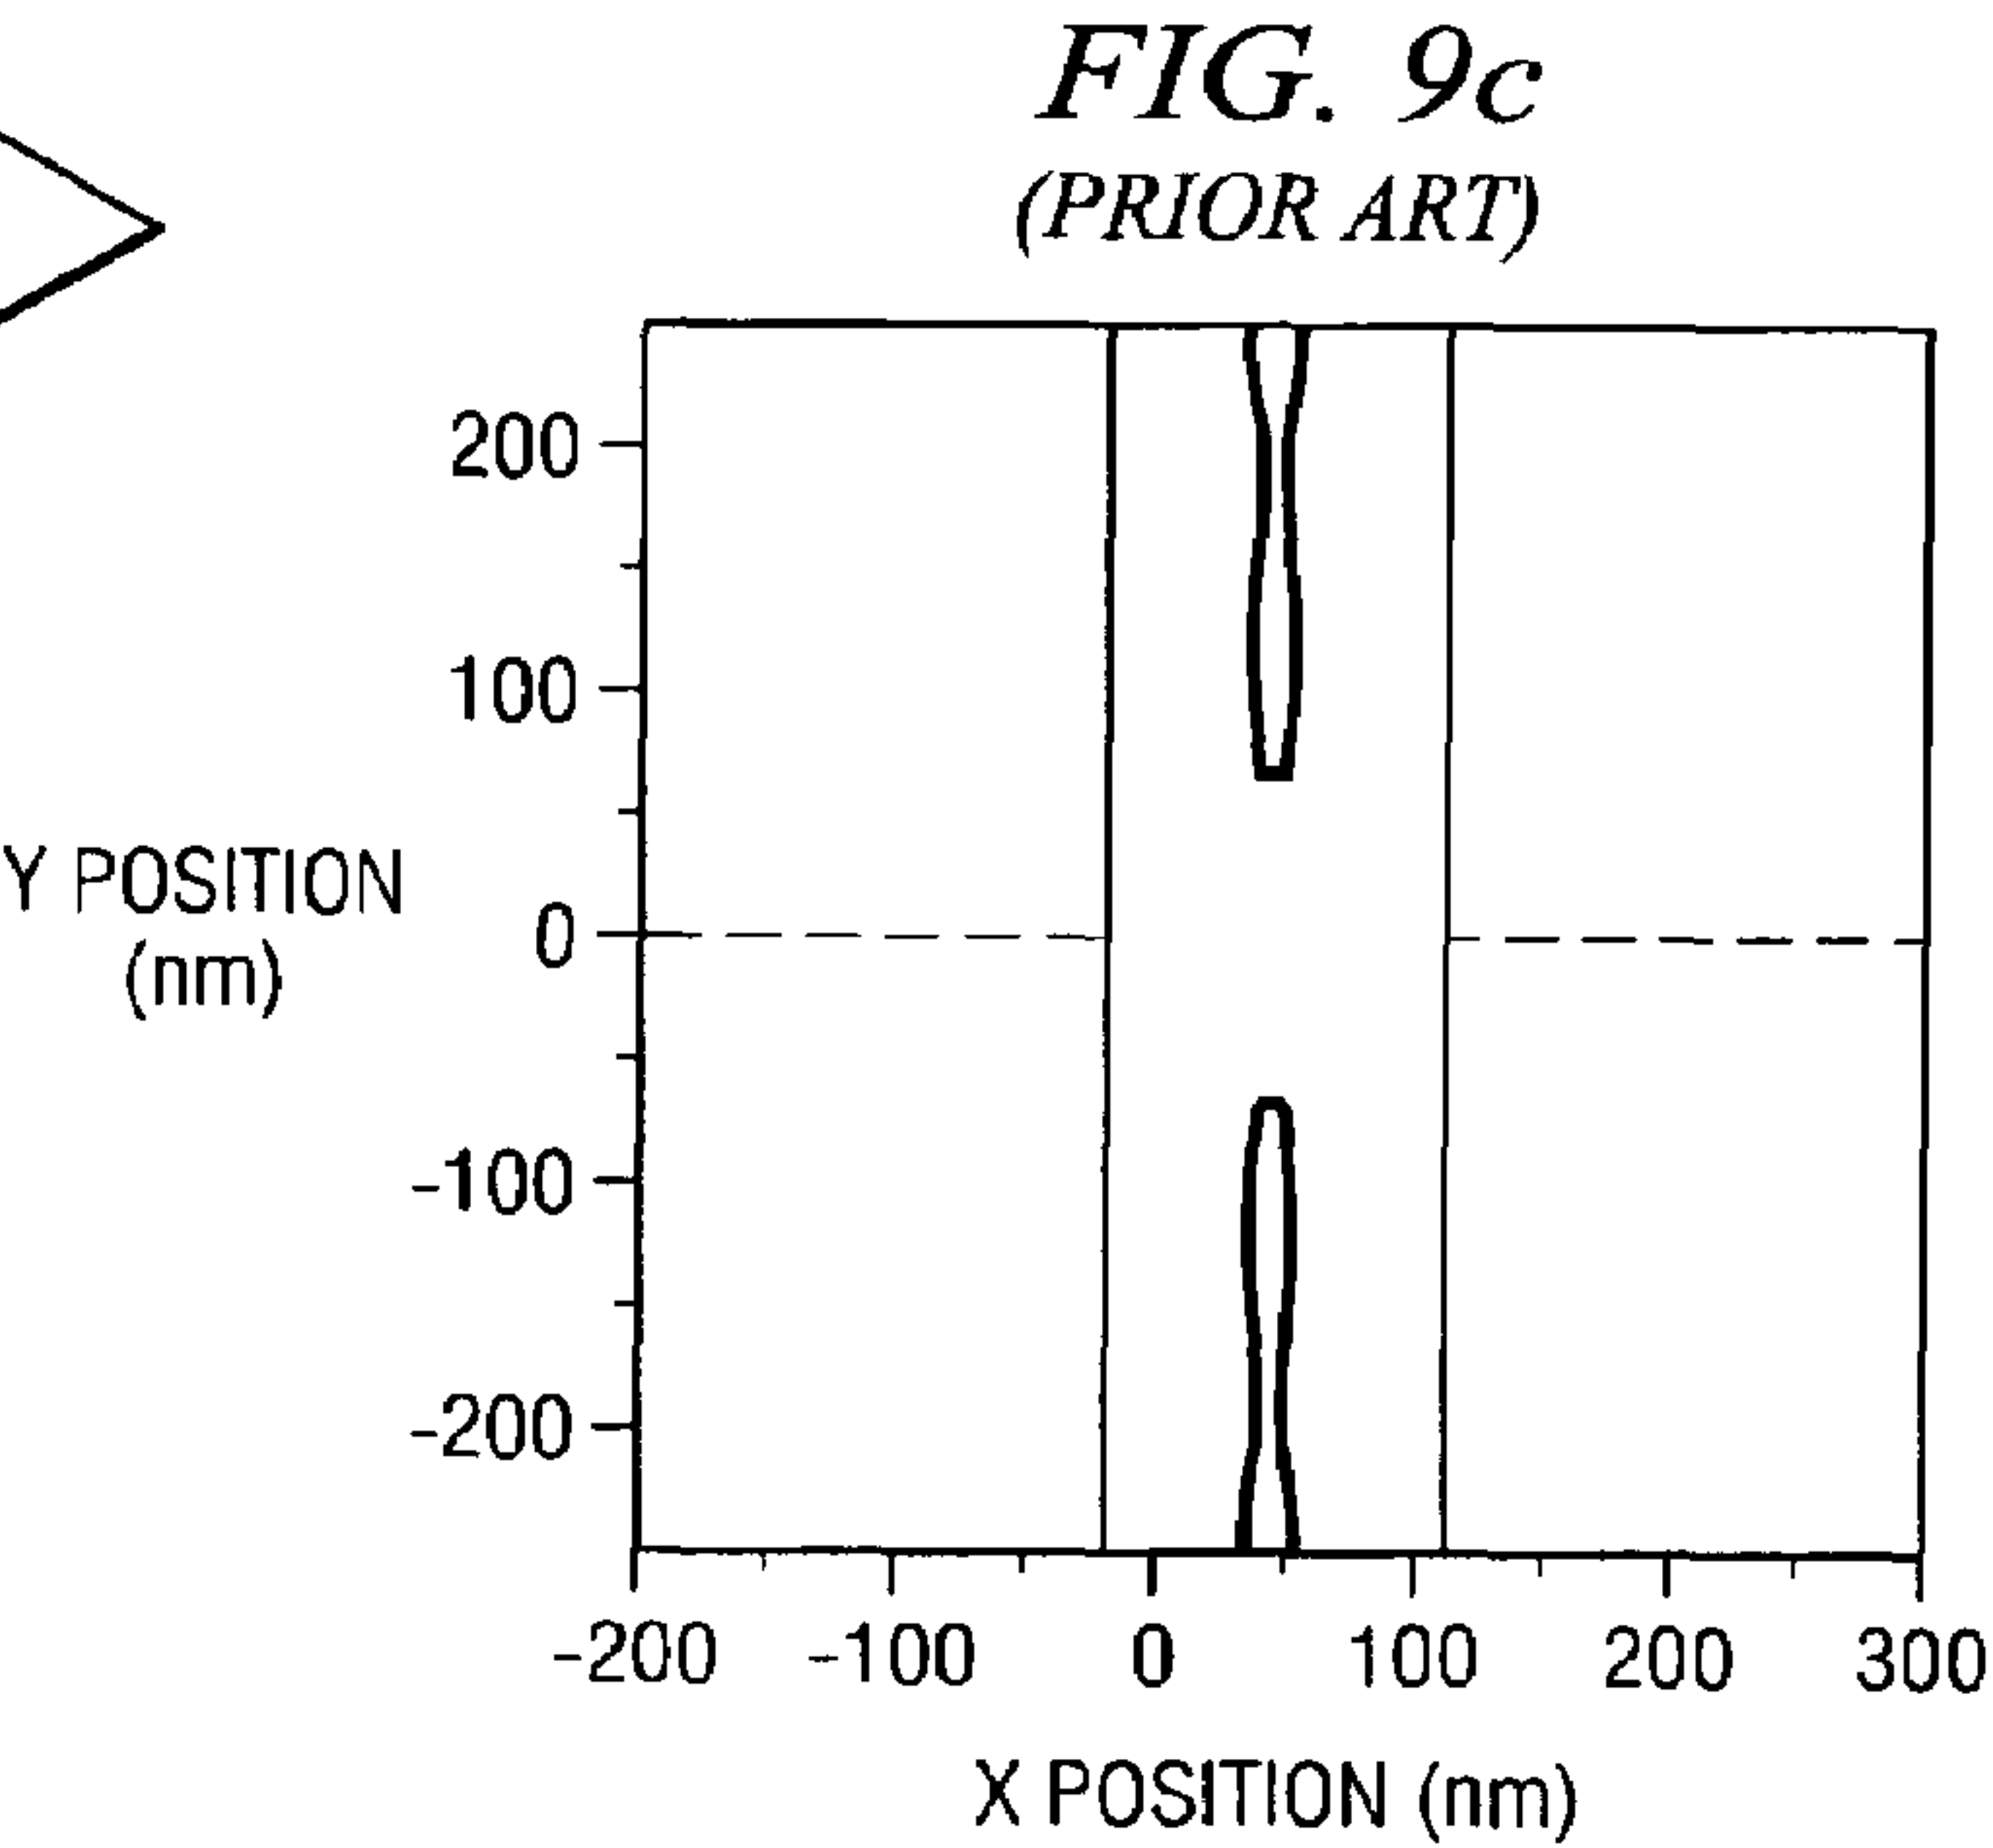 FIG. 9c
(PRIOR ART)
200
100
0
-100
-200
Y POSITION
(nm)
-200 -100 0 100 200 300
X POSITION (nm)